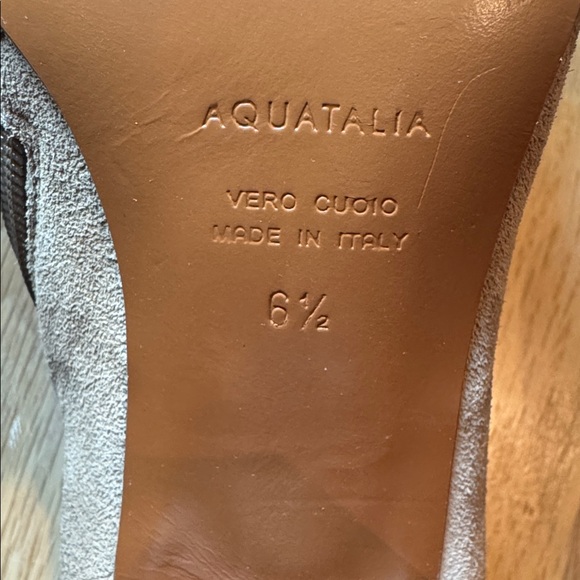 AQUATALIA
VERO CUOIO
MADE IN ITALY
6½